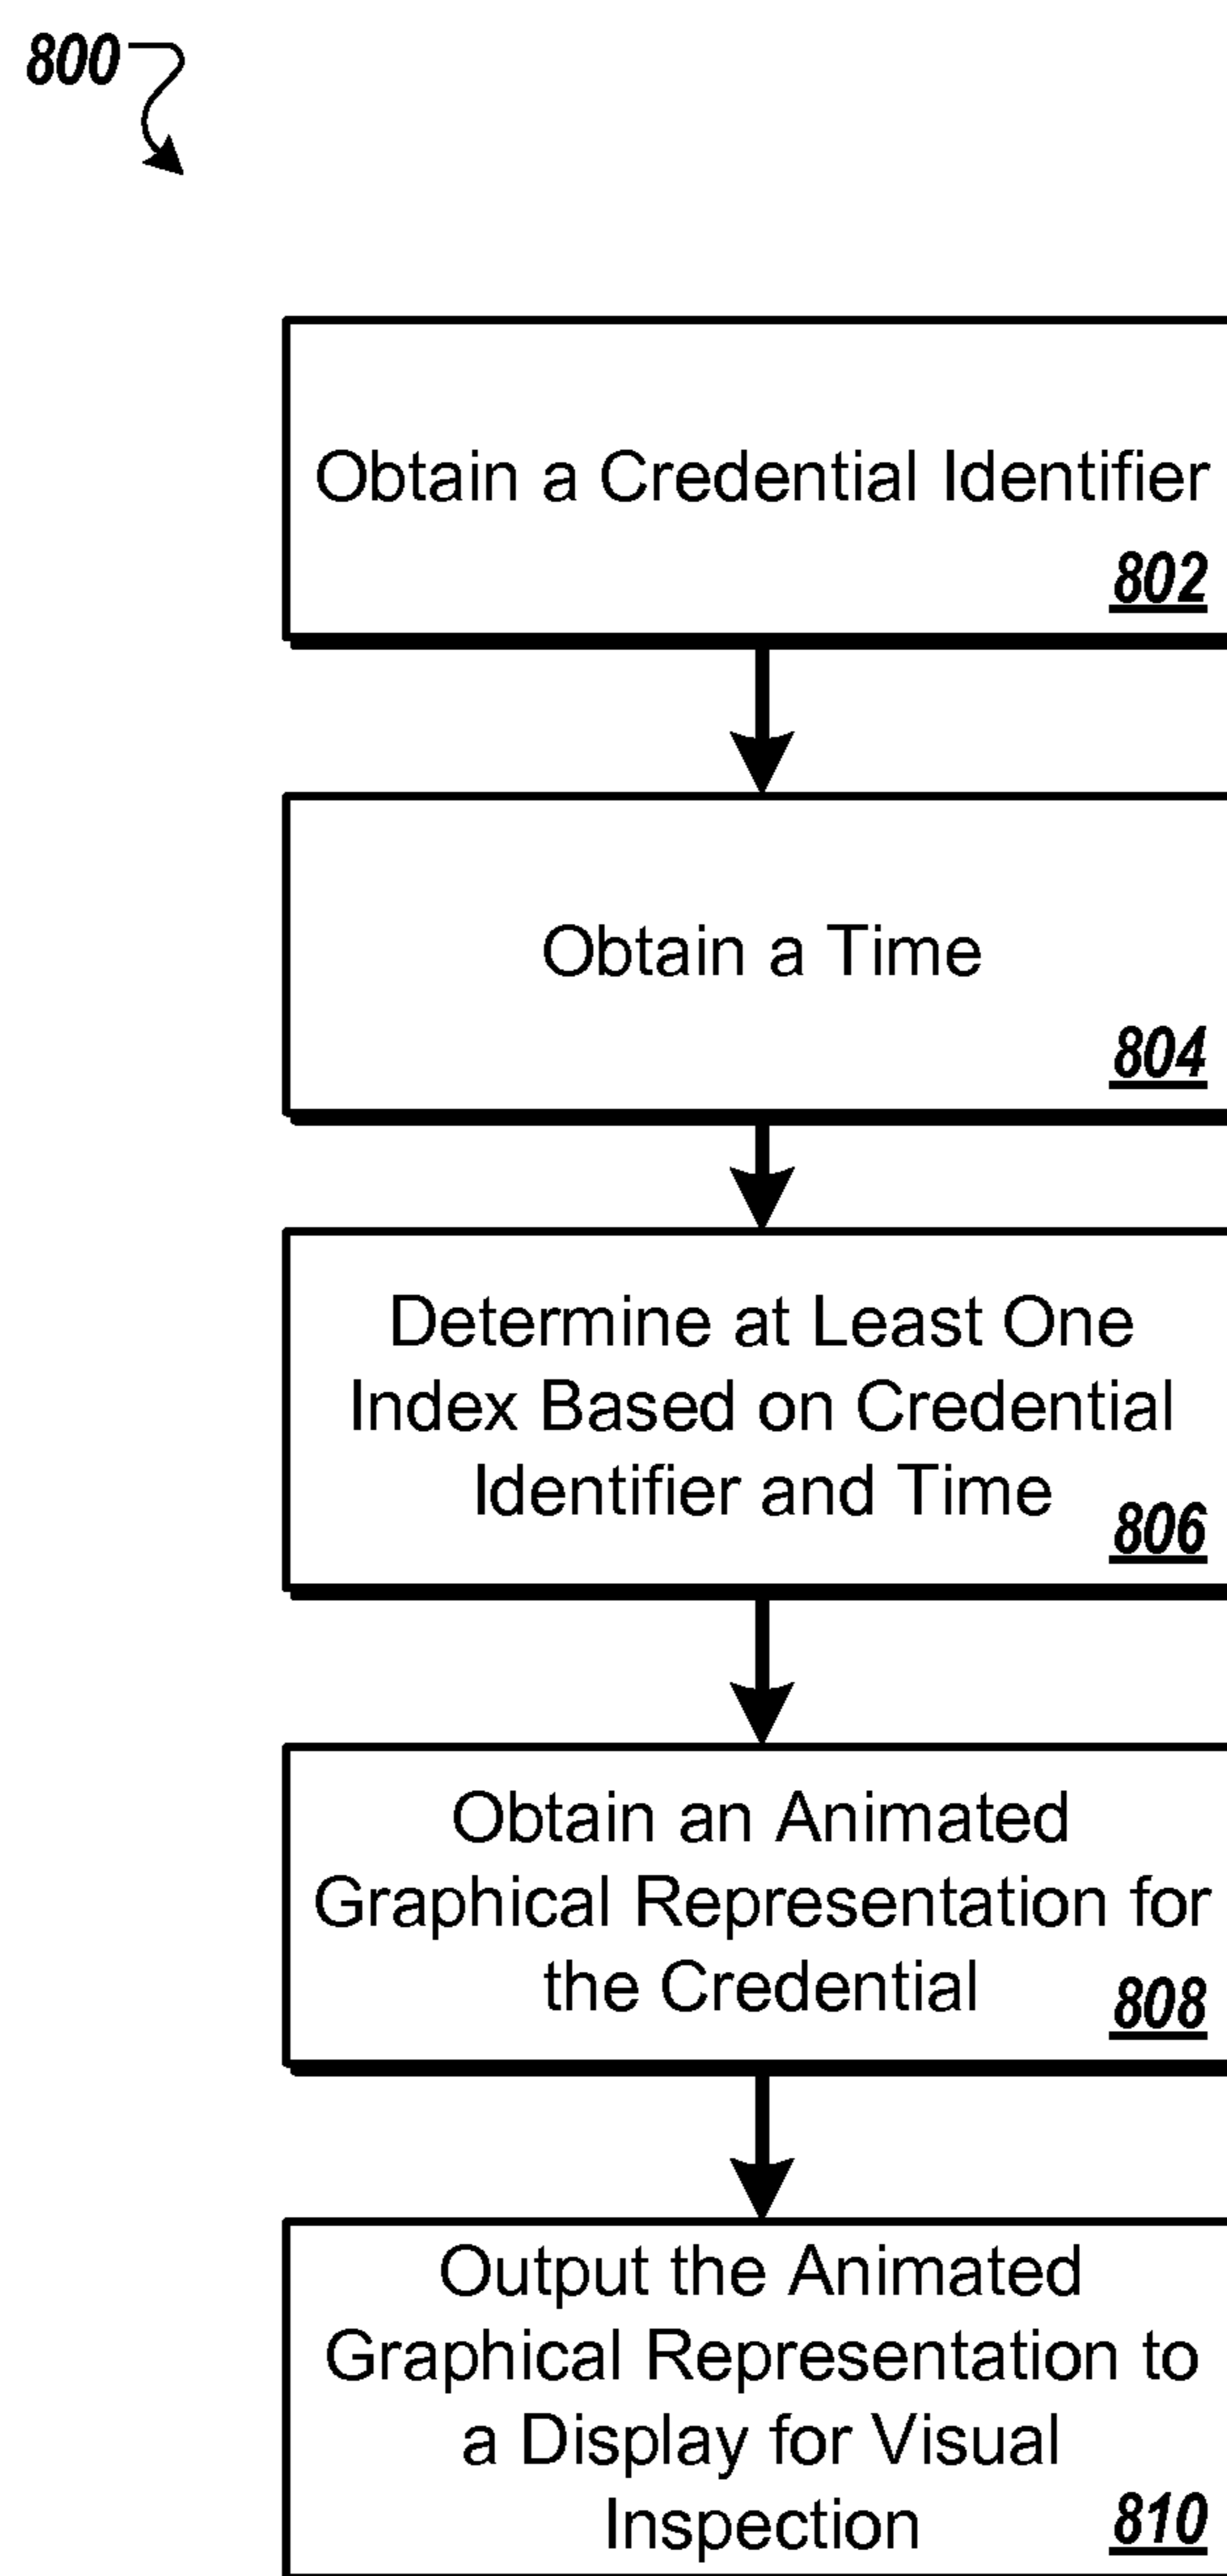 800
Obtain a Credential Identifier
802
Obtain a Time
804
Determine at Least One
Index Based on Credential
Identifier and Time
806
Obtain an Animated
Graphical Representation for
the Credential
808
Output the Animated
Graphical Representation to
a Display for Visual
Inspection
810